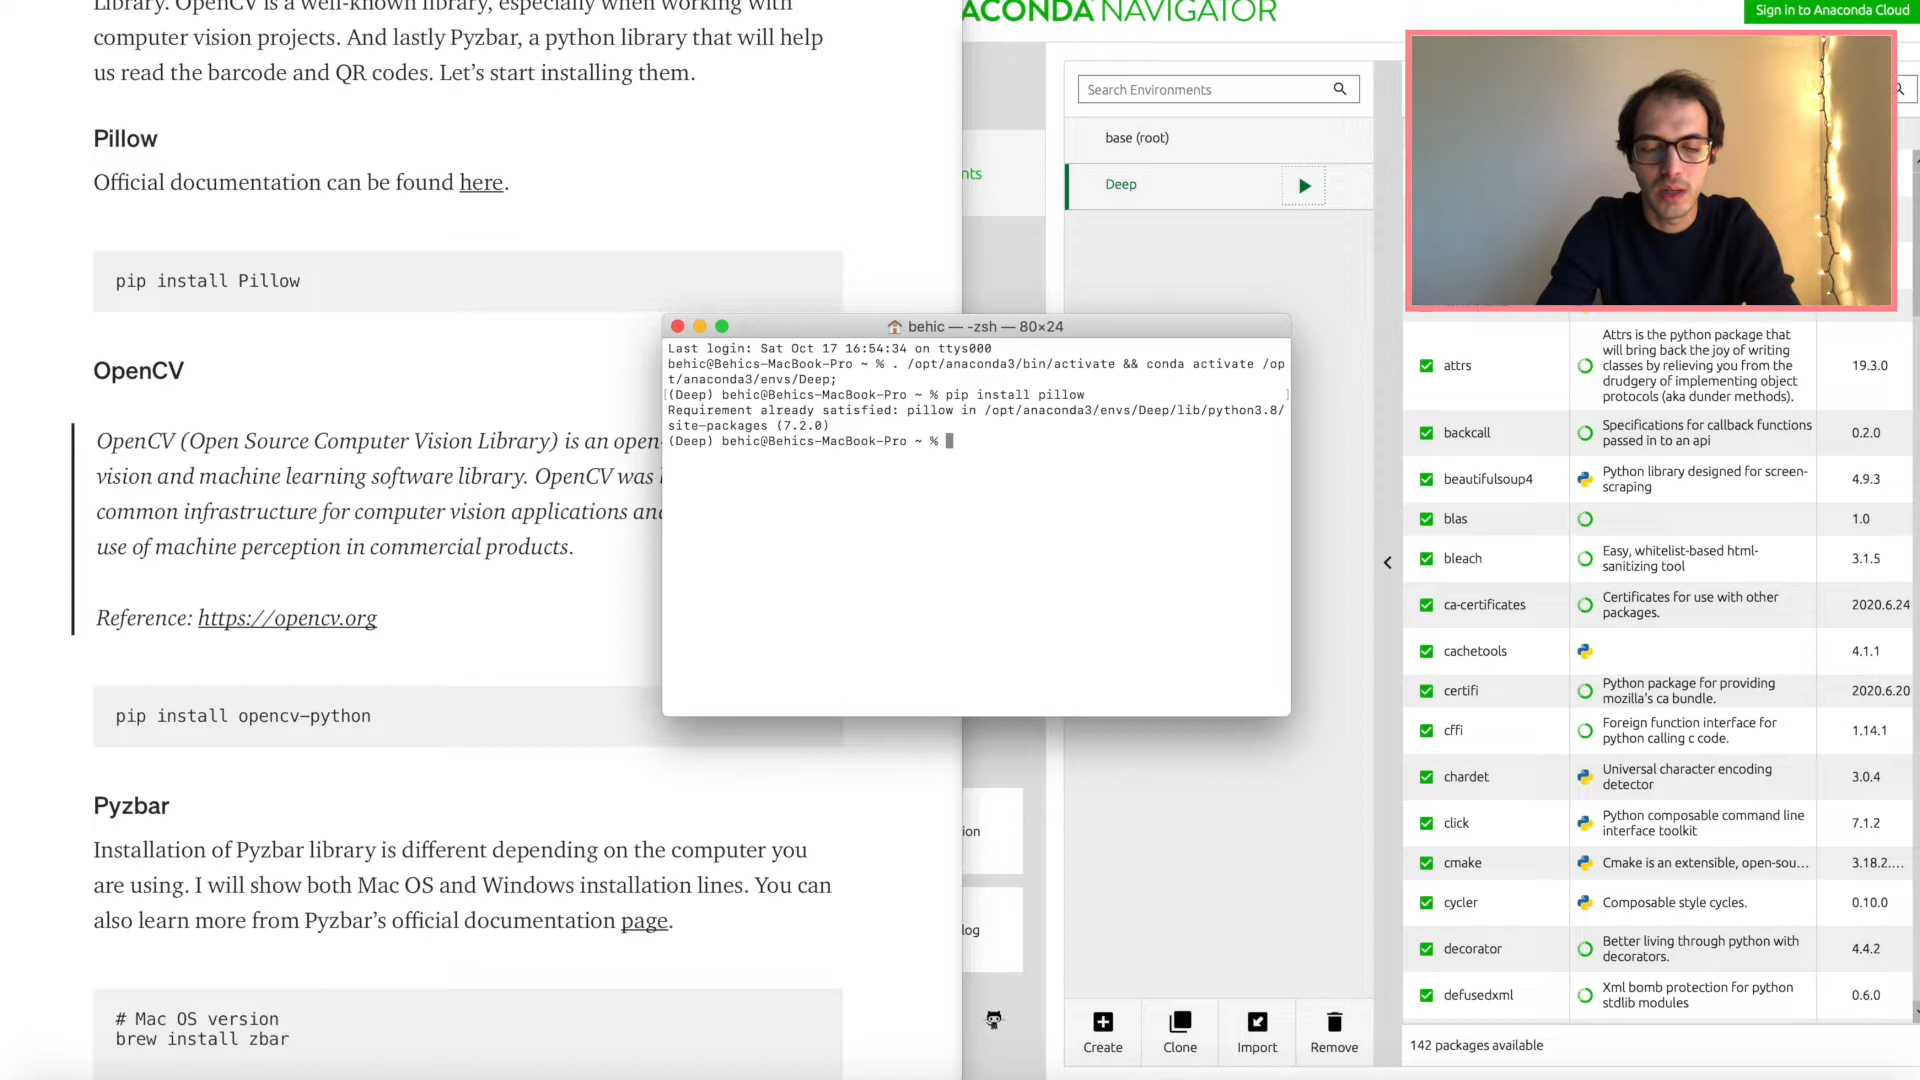 Library. OpenCV is a well-known library, especially when working with
computer vision projects. And lastly Pyzbar, a python library that will help
us read the barcode and QR codes. Let’s start installing them.
Pillow
Official documentation can be found here.
pip install Pillow
OpenCV
OpenCV (Open Source Computer Vision Library) is an open-
vision and machine learning software library. OpenCV was
common infrastructure for computer vision applications and
use of machine perception in commercial products.
Reference: https://opencv.org
pip install opencv-python
Pyzbar
Installation of Pyzbar library is different depending on the computer you
are using. I will show both Mac OS and Windows installation lines. You can
also learn more from Pyzbar’s official documentation page.
# Mac OS version
brew install zbar
behic — -zsh — 80×24
Last login: Sat Oct 17 16:54:34 on ttys000
behic@Behics-MacBook-Pro ~ % . /opt/anaconda3/bin/activate && conda activate /op
t/anaconda3/envs/Deep;
[(Deep) behic@Behics-MacBook-Pro ~ % pip install pillow ]
Requirement already satisfied: pillow in /opt/anaconda3/envs/Deep/lib/python3.8/
site-packages (7.2.0)
(Deep) behic@Behics-MacBook-Pro ~ %
ACONDA NAVIGATOR
Sign in to Anaconda Cloud
nts
ion
log
Search Environments
base (root)
Deep
Create
Clone
Import
Remove
attrs
Attrs is the python package that
will bring back the joy of writing
classes by relieving you from the
drudgery of implementing object
protocols (aka dunder methods).
19.3.0
backcall
Specifications for callback functions
passed in to an api
0.2.0
beautifulsoup4
Python library designed for screen-
scraping
4.9.3
blas
1.0
bleach
Easy, whitelist-based html-
sanitizing tool
3.1.5
ca-certificates
Certificates for use with other
packages.
2020.6.24
cachetools
4.1.1
certifi
Python package for providing
mozilla's ca bundle.
2020.6.20
cffi
Foreign function interface for
python calling c code.
1.14.1
chardet
Universal character encoding
detector
3.0.4
click
Python composable command line
interface toolkit
7.1.2
cmake
Cmake is an extensible, open-sou...
3.18.2....
cycler
Composable style cycles.
0.10.0
decorator
Better living through python with
decorators.
4.4.2
defusedxml
Xml bomb protection for python
stdlib modules
0.6.0
142 packages available